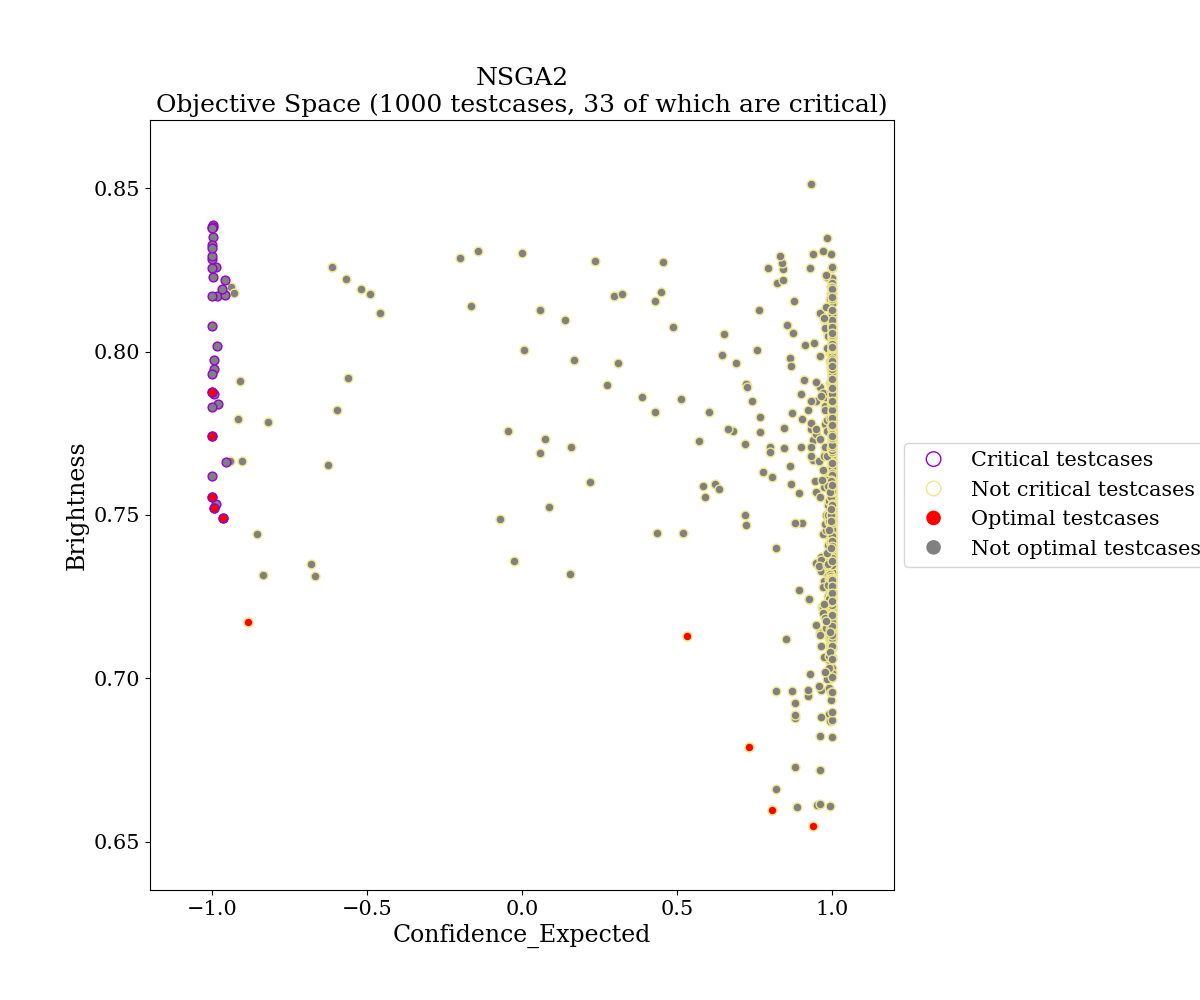 NSGA2
Objective Space (1000 testcases, 33 of which are critical)
0.85
0.80
0.75
0.70
0.65
Brightness
−1.0
−0.5
0.0
0.5
1.0
Confidence_Expected
Critical testcases
Not critical testcases
Optimal testcases
Not optimal testcases